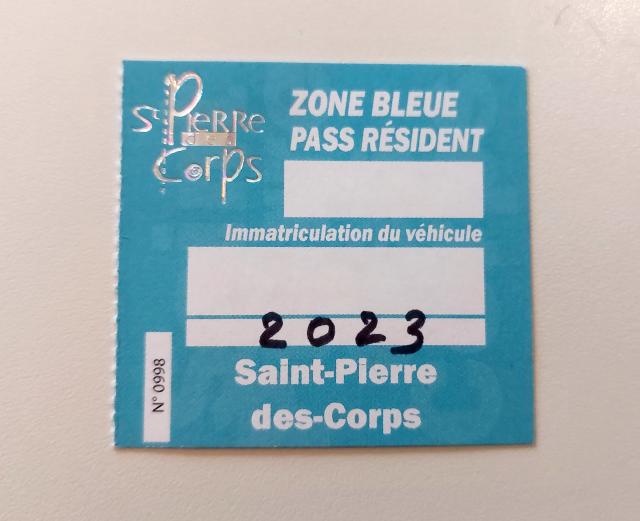 St Pierre
des
Corps
ZONE BLEUE
PASS RÉSIDENT
Immatriculation du véhicule
2023
N° 0998
Saint-Pierre
des-Corps